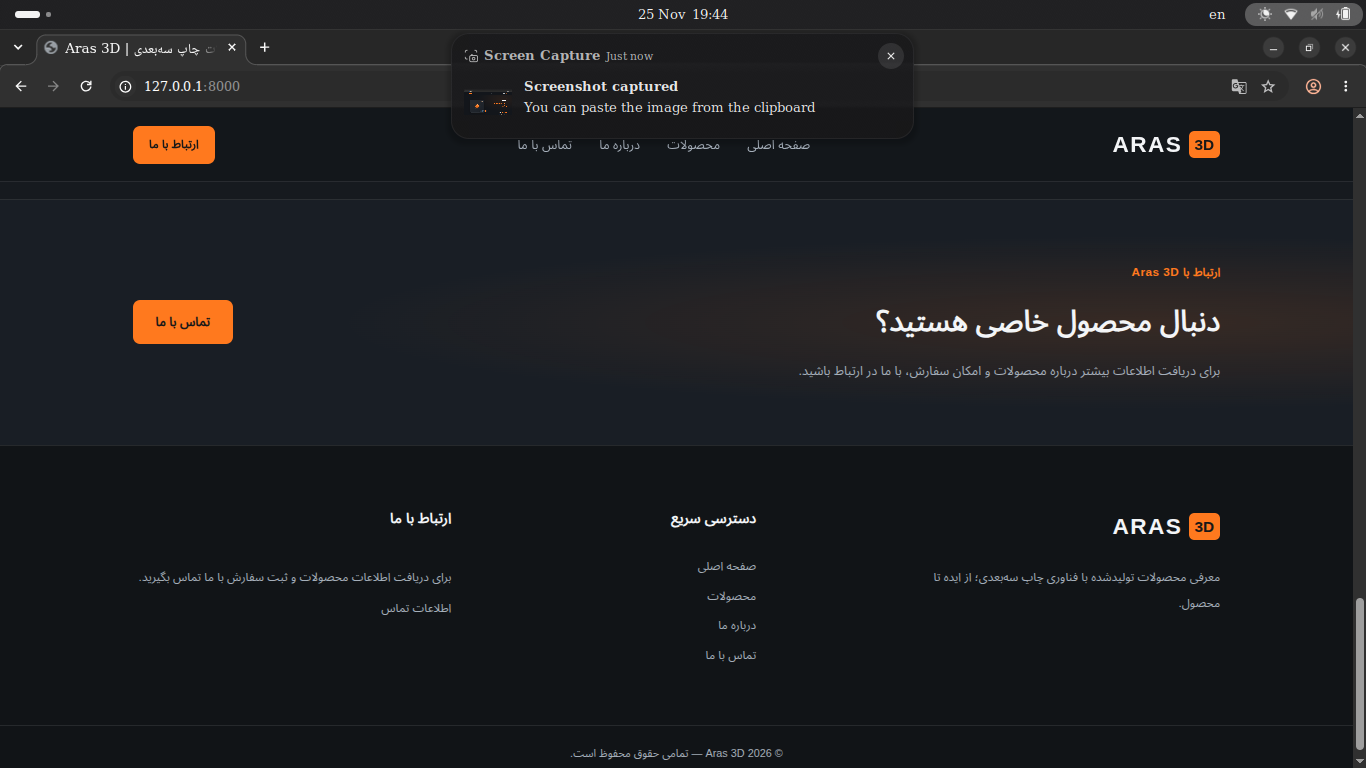 25 Nov 19:44
en
Aras 3D | چاپ سه‌بعدی
127.0.0.1:8000
Screen Capture Just now
Screenshot captured
You can paste the image from the clipboard
ARAS 3D
صفحه اصلی
محصولات
درباره ما
تماس با ما
ارتباط با ما
ارتباط با Aras 3D
دنبال محصول خاصی هستید؟
برای دریافت اطلاعات بیشتر درباره محصولات و امکان سفارش، با ما در ارتباط باشید.
تماس با ما
ARAS 3D
معرفی محصولات تولیدشده با فناوری چاپ سه‌بعدی؛ از ایده تا
محصول.
دسترسی سریع
صفحه اصلی
محصولات
درباره ما
تماس با ما
ارتباط با ما
برای دریافت اطلاعات محصولات و ثبت سفارش با ما تماس بگیرید.
اطلاعات تماس
© 2026 Aras 3D — تمامی حقوق محفوظ است.